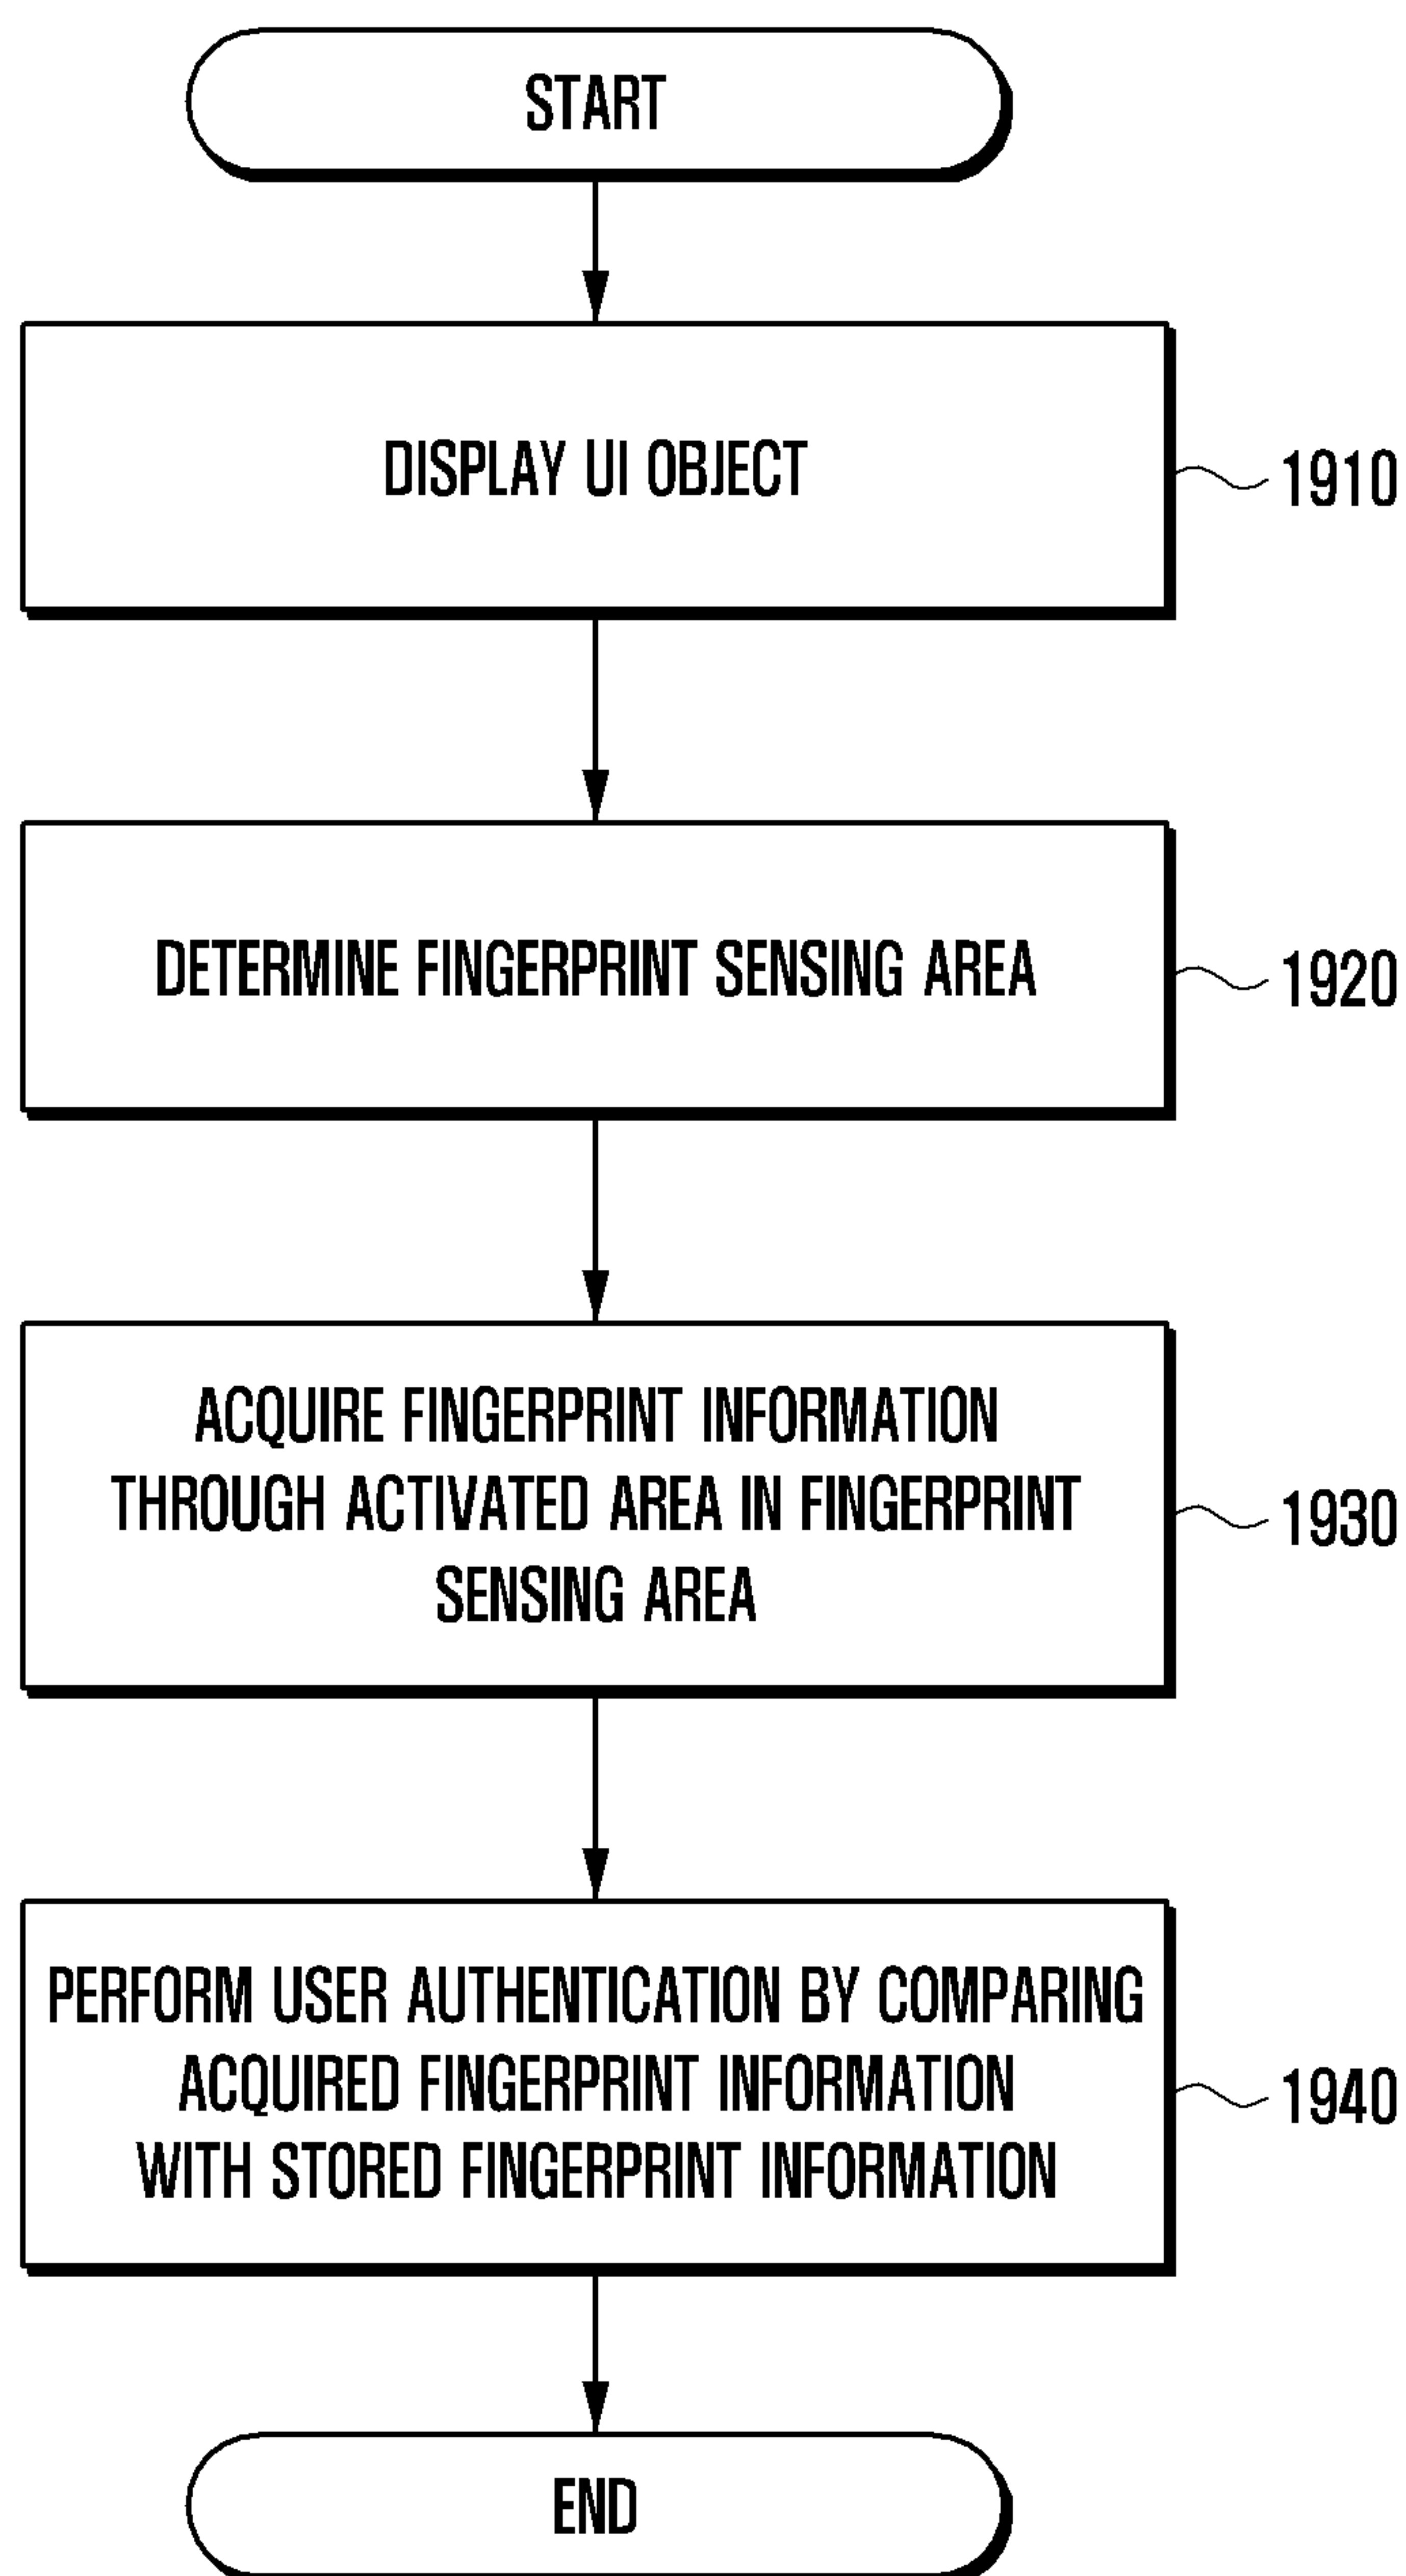 START
DISPLAY UI OBJECT
1910
DETERMINE FINGERPRINT SENSING AREA
1920
ACQUIRE FINGERPRINT INFORMATION
THROUGH ACTIVATED AREA IN FINGERPRINT
SENSING AREA
1930
PERFORM USER AUTHENTICATION BY COMPARING
ACQUIRED FINGERPRINT INFORMATION
WITH STORED FINGERPRINT INFORMATION
1940
END